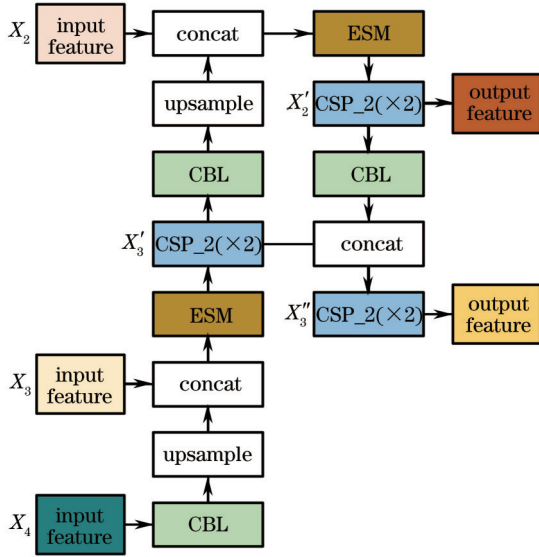 X₂
input
feature
concat
ESM
upsample
X₂′
CSP_2(×2)
output
feature
CBL
CBL
X₃′
CSP_2(×2)
concat
ESM
X₃″
CSP_2(×2)
output
feature
X₃
input
feature
concat
upsample
X₄
input
feature
CBL